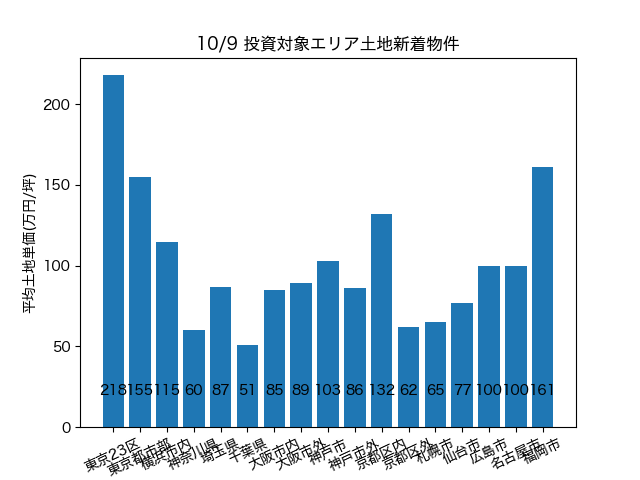 10/9 投資対象エリア土地新着物件
平均土地単価(万円/坪)
200
150
100
50
0
218 155 115 60 87 51 85 89 103 86 132 62 65 77 100 100 161
東京23区
東京都市部
横浜市内
神奈川県
埼玉県
千葉県
大阪市内
大阪市外
神戸市
神戸市外
京都区内
京都区外
札幌市
仙台市
広島市
名古屋市
福岡市